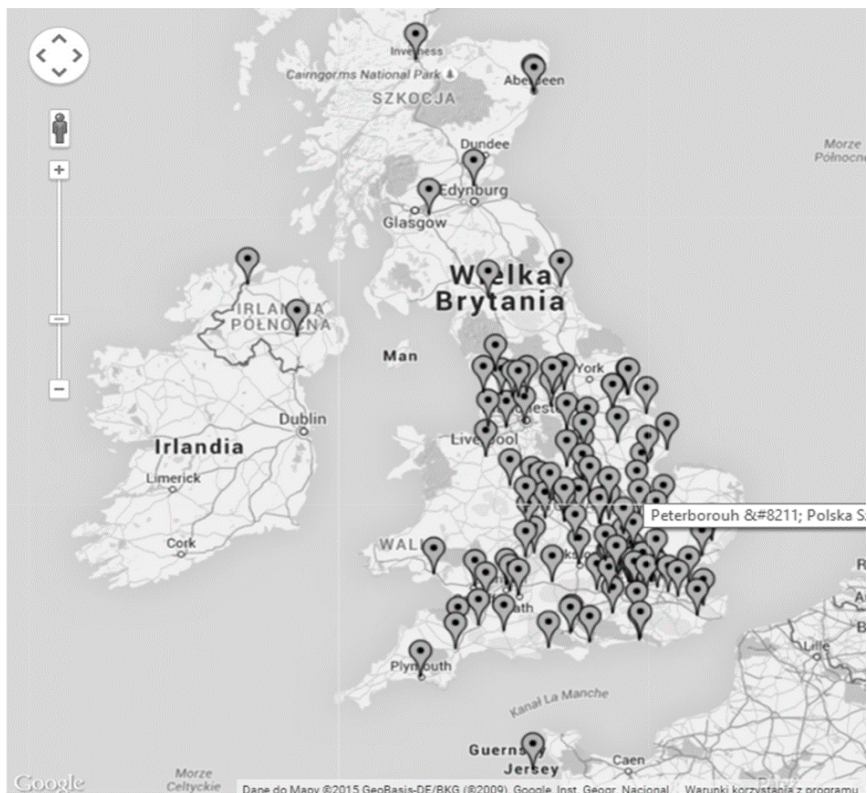 Inverness
Cairngorms National Park
Aberdeen
SZKOCJA
Dundee
Morze
Edynburg
Glasgow
Wielka
Brytania
IRLANDIA
PÓŁNOCNA
Man
York
Dublin
Liverpool
Irlandia
Limerick
Peterborouh &#8211; Polska
Cork
Lille
Plymouth
Kanał La Manche
Guernsey
Jersey
Caen
Morze
Celtyckie
Google
Dane do Mapy ©2015 GeoBasis-DE/BKG (©2009), Google, Inst. Geogr. Nacional
Warunki korzystania z programu